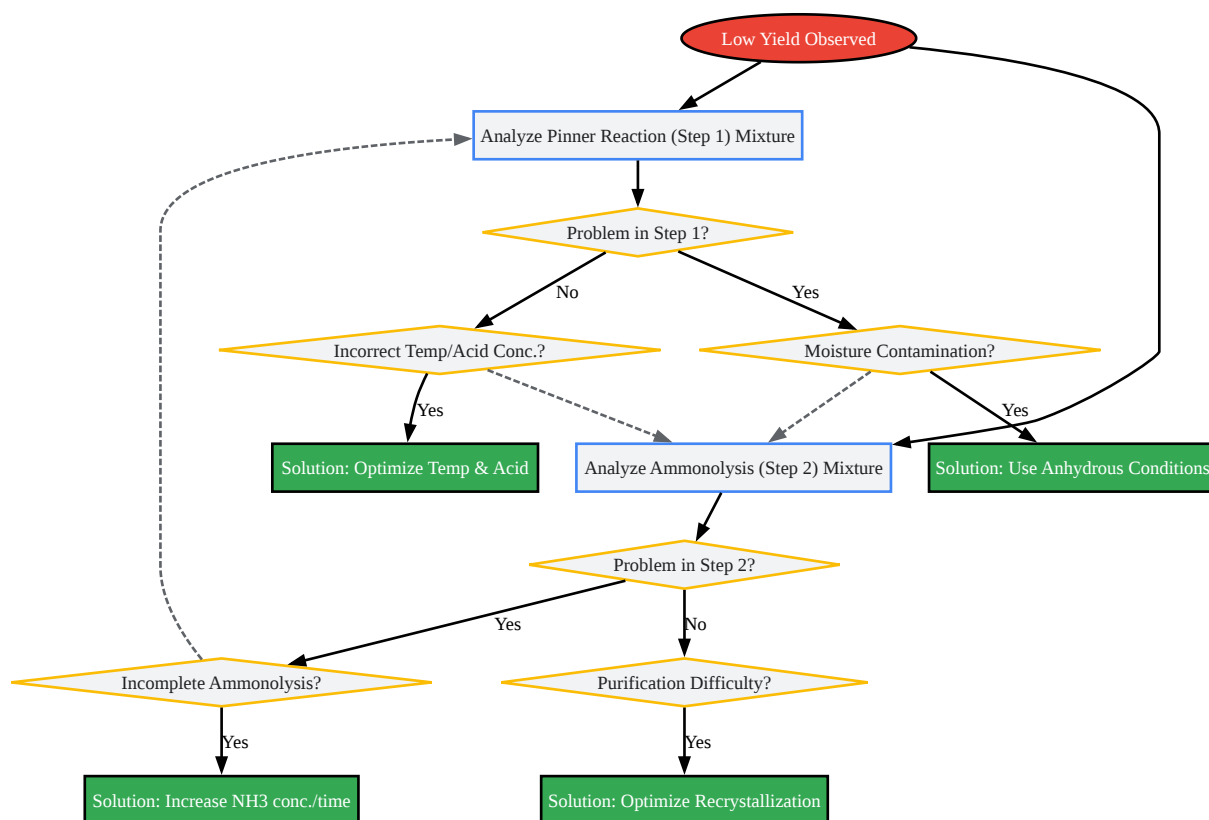 Low Yield Observed
Analyze Pinner Reaction (Step 1) Mixture
Problem in Step 1?
No
Yes
Incorrect Temp/Acid Conc.?
Moisture Contamination?
Yes
Yes
Solution: Optimize Temp & Acid
Analyze Ammonolysis (Step 2) Mixture
Solution: Use Anhydrous Conditions
Problem in Step 2?
Yes
No
Incomplete Ammonolysis?
Purification Difficulty?
Yes
Yes
Solution: Increase NH3 conc./time
Solution: Optimize Recrystallization